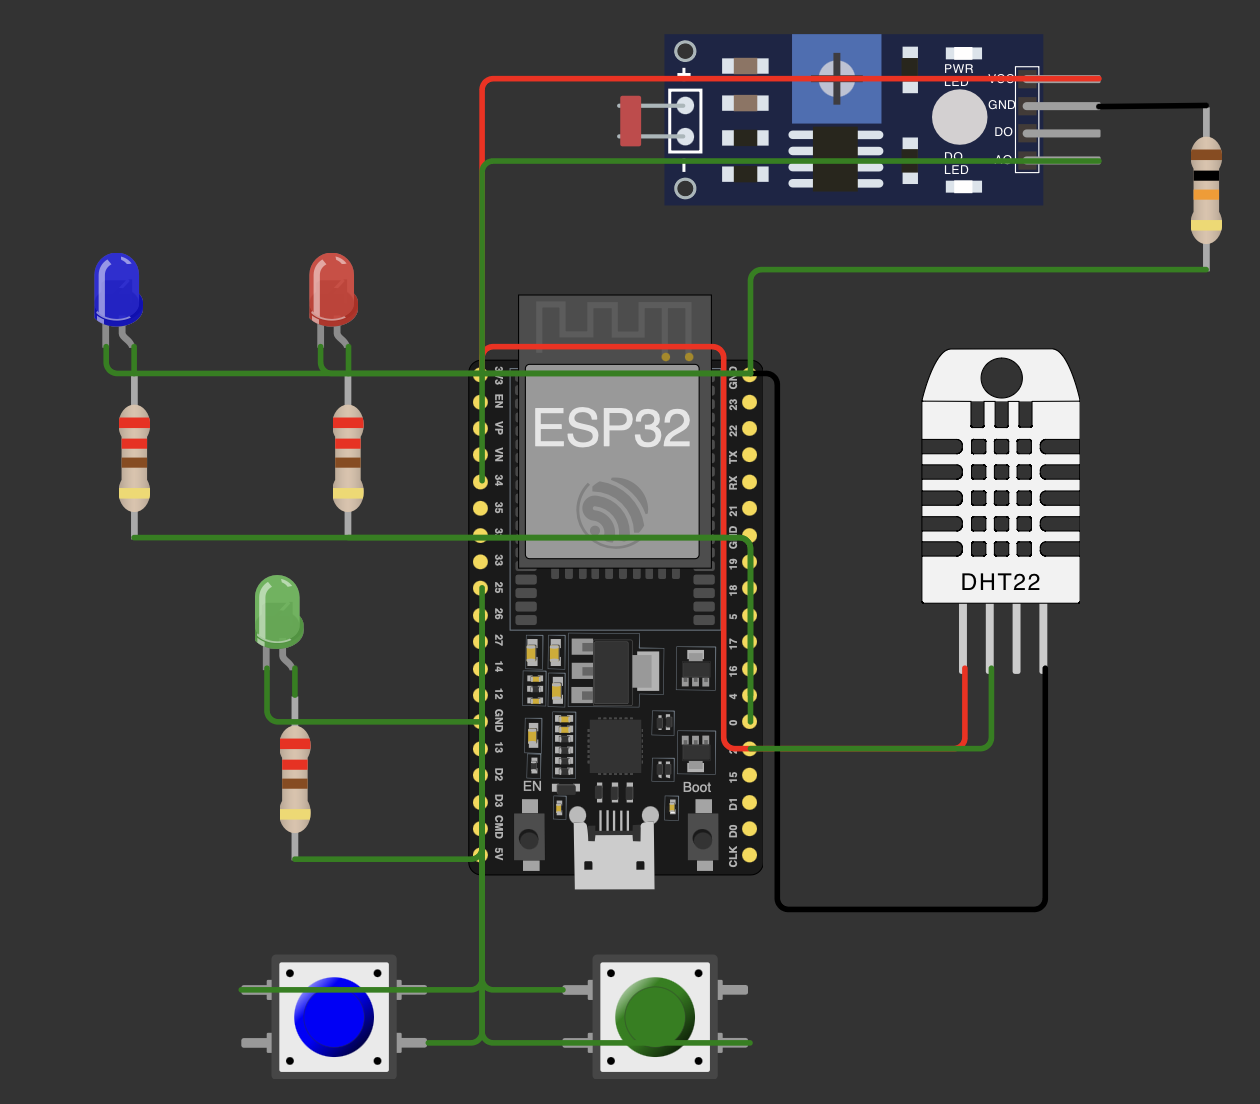 +
PWR
LED
VCC
GND
DO
AO
DO
LED
-
ESP32
3V3
EN
VP
VN
34
35
33
25
26
27
14
12
GND
13
D2
D3
CMD
5V
GND
23
22
TX
RX
21
GND
19
18
5
17
16
4
0
2
15
D1
D0
CLK
EN
Boot
DHT22